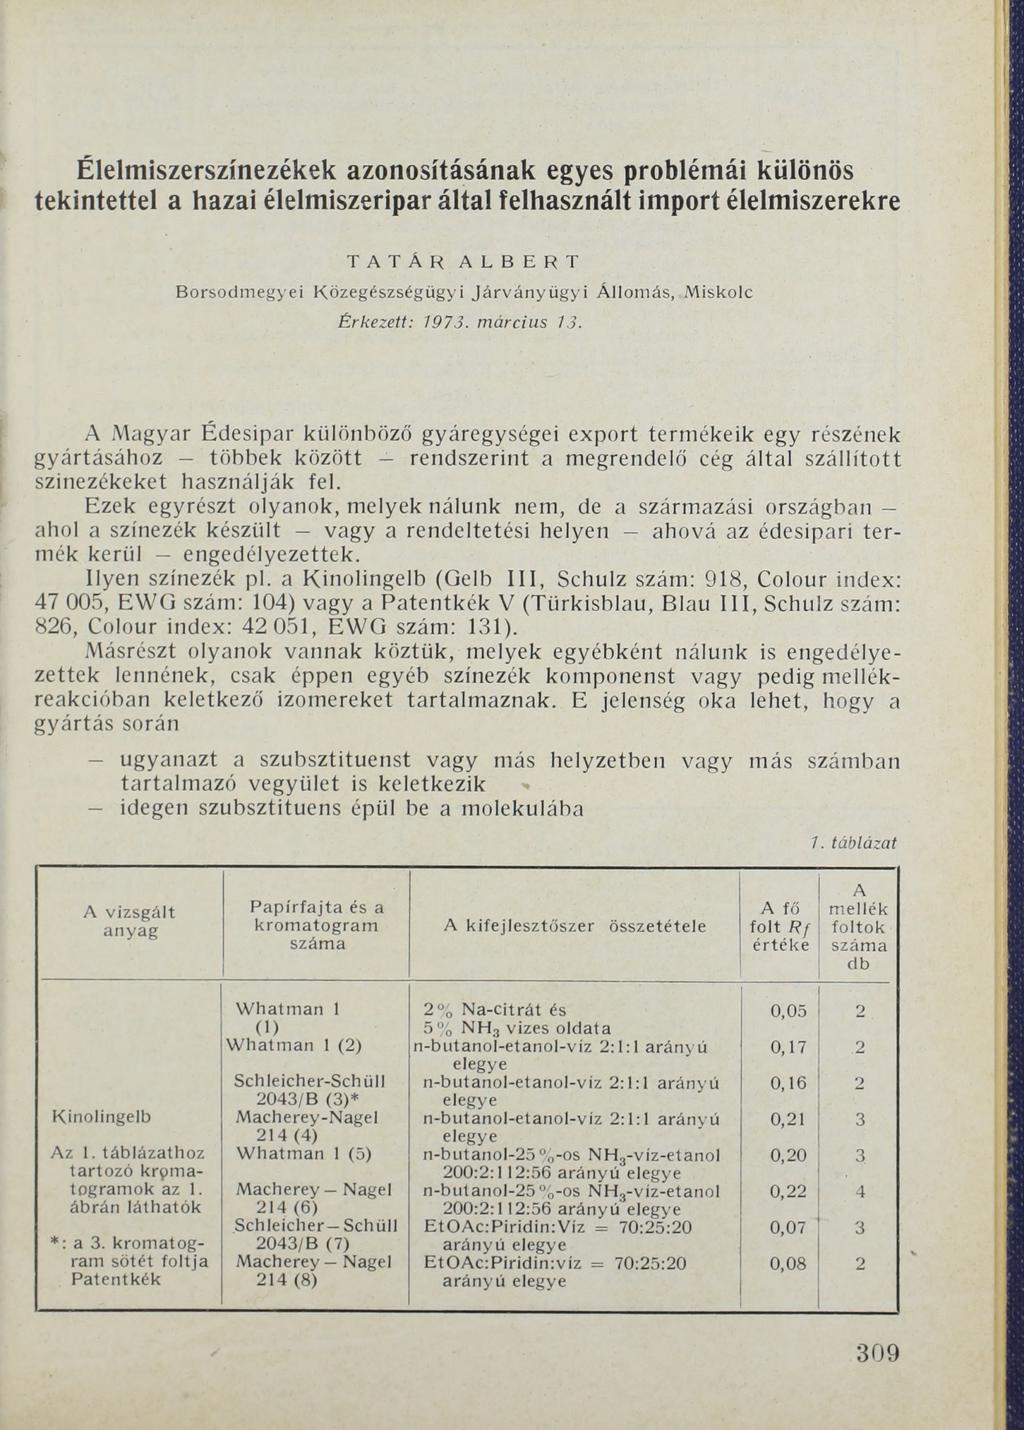 Élelmiszerszínezékek azonosításának egyes problémái különös
tekintettel a hazai élelmiszeripar által felhasznált import élelmiszerekre
TATÁR ALBERT
Borsodmegyei Közegészségügyi Járványügyi Állomás, Miskolc
Érkezett: 1973. március 13.
A Magyar Édesipar különböző gyáregységei export termékeik egy részének
gyártásához — többek között — rendszerint a megrendelő cég által szállított
szinezékeket használják fel.
Ezek egyrészt olyanok, melyek nálunk nem, de a származási országban —
ahol a színezék készült — vagy a rendeltetési helyen — ahová az édesipari ter-
mék kerül — engedélyezettek.
Ilyen színezék pl. a Kinolingelb (Gelb III, Schulz szám: 918, Colour index:
47 005, EWG szám: 104) vagy a Patentkék V (Türkisblau, Blau III, Schulz szám:
826, Colour index: 42 051, EWG szám: 131).
Másrészt olyanok vannak köztük, melyek egyébként nálunk is engedélye-
zettek lennének, csak éppen egyéb színezék komponenst vagy pedig mellék-
reakcióban keletkező izomereket tartalmaznak. E jelenség oka lehet, hogy a
gyártás során
— ugyanazt a szubsztituenst vagy más helyzetben vagy más számban
tartalmazó vegyület is keletkezik
— idegen szubsztituens épül be a molekulába
1. táblázat
A vizsgált
anyag
Papírfajta és a
kromatogram
száma
A kifejlesztőszer összetétele
A fő
folt Rf
értéke
A
mellék
foltok
száma
db
Whatman 1 2% Na-citrát és 0,05 2
(1) 5% NH3 vizes oldata
Whatman 1 (2) n-butanol-etanol-víz 2:1:1 arányú 0,17 2
elegye
Schleicher-Schüll n-butanol-etanol-víz 2:1:1 arányú 0,16 2
2043/B (3)* elegye
Kinolingelb Macherey-Nagel n-butanol-etanol-víz 2:1:1 arányú 0,21 3
214 (4) elegye
Az 1. táblázathoz Whatman 1 (5) n-butanol-25%-os NH3-víz-etanol 0,20 3
tartozó kroma- 200:2:112:56 arányú elegye
togramok az 1. Macherey — Nagel n-butanol-25%-os NH3-víz-etanol 0,22 4
ábrán láthatók 214 (6) 200:2:112:56 arányú elegye
Schleicher—Schüll EtOAc:Piridin:Víz = 70:25:20 0,07 3
*: a 3. kromatog- 2043/B (7) arányú elegye
ram sötét foltja Macherey — Nagel EtOAc:Piridin:víz = 70:25:20 0,08 2
Patentkék 214 (8) arányú elegye
309